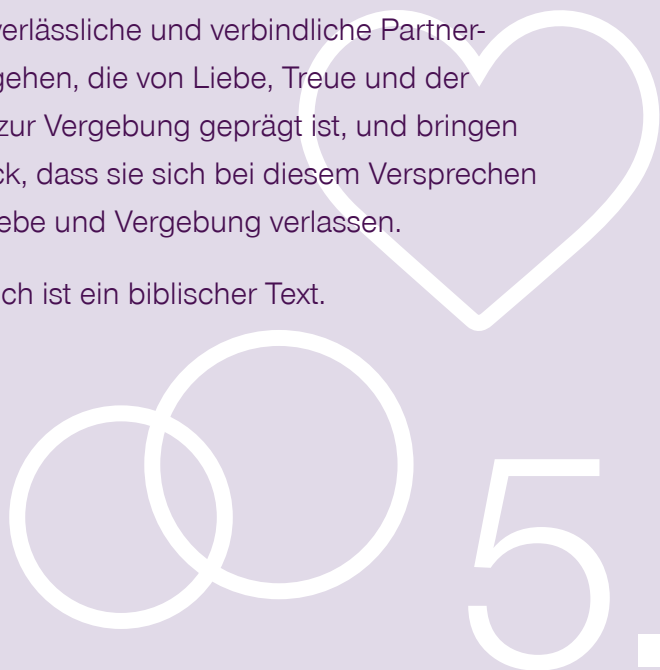 verlässliche und verbindliche Partner-
gehen, die von Liebe, Treue und der
zur Vergebung geprägt ist, und bringen
ck, dass sie sich bei diesem Versprechen
ebe und Vergebung verlassen.
ch ist ein biblischer Text.
5.